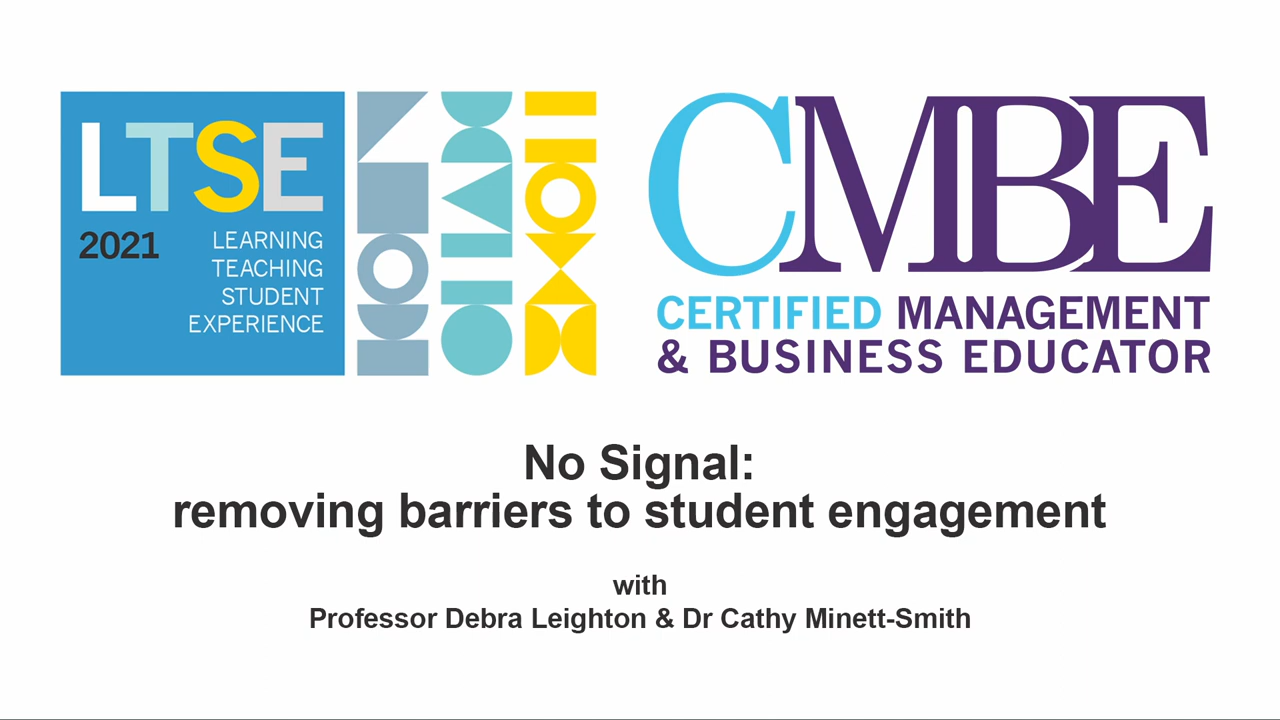 LTSE
2021
LEARNING
TEACHING
STUDENT
EXPERIENCE
CMBE
CERTIFIED MANAGEMENT
& BUSINESS EDUCATOR
No Signal:
removing barriers to student engagement
with
Professor Debra Leighton & Dr Cathy Minett-Smith